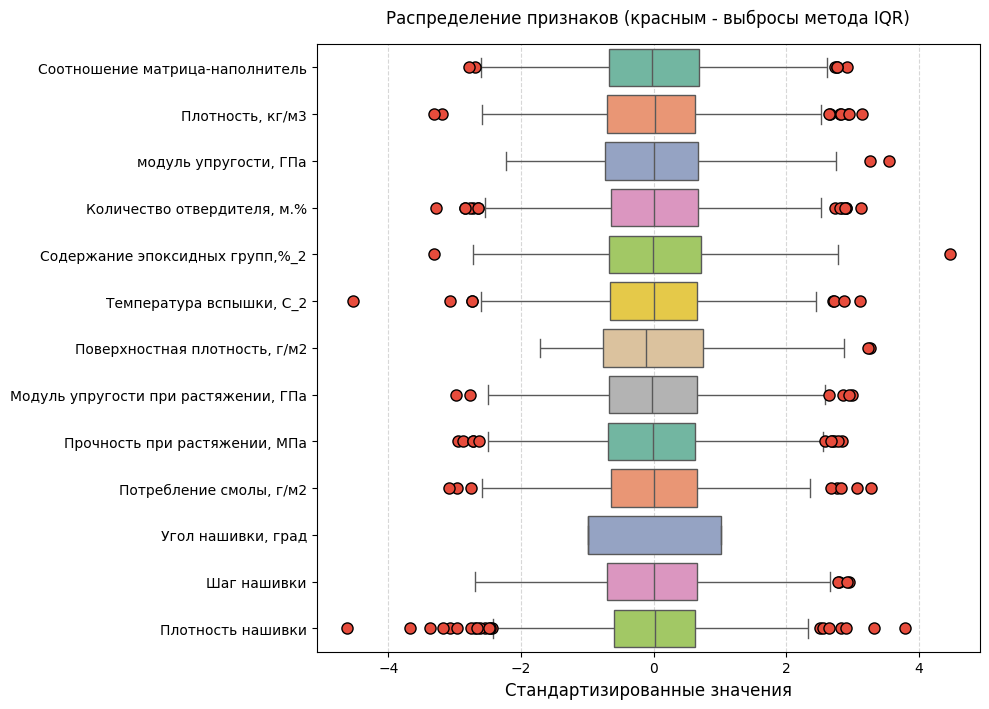 Распределение признаков (красным - выбросы метода IQR)
Соотношение матрица-наполнитель
Плотность, кг/м3
модуль упругости, ГПа
Количество отвердителя, м.%
Содержание эпоксидных групп,%_2
Температура вспышки, С_2
Поверхностная плотность, г/м2
Модуль упругости при растяжении, ГПа
Прочность при растяжении, МПа
Потребление смолы, г/м2
Угол нашивки, град
Шаг нашивки
Плотность нашивки
−4 −2 0 2 4
Стандартизированные значения